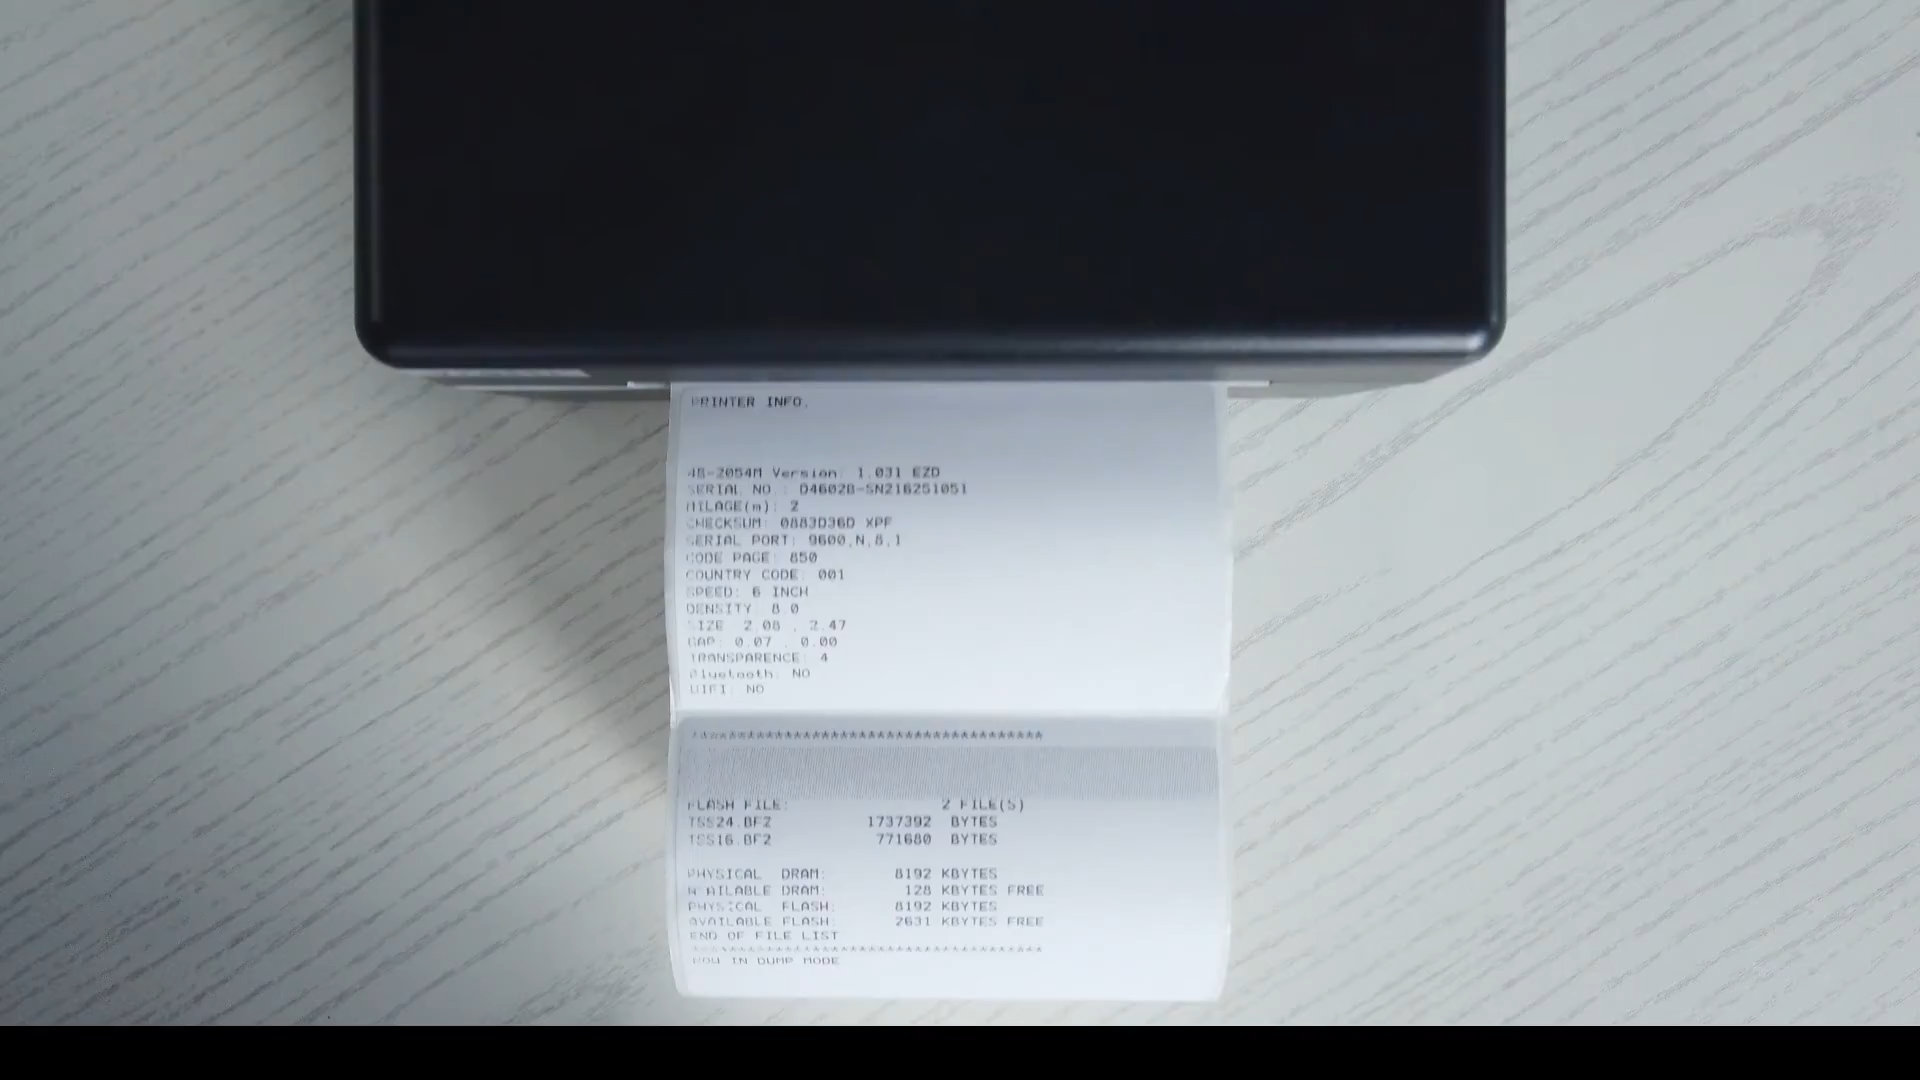 PRINTER INFO.
4B-2054M Version: 1.031 EZD
SERIAL NO.: D4602B-SN216251051
MILAGE(m): 2
CHECKSUM: 0883D36D XPF
SERIAL PORT: 9600,N,8,1
CODE PAGE: 850
COUNTRY CODE: 001
SPEED: 6 INCH
DENSITY: 8.0
SIZE: 2.08 , 2.47
GAP: 0.07 , 0.00
TRANSPARENCE: 4
Bluetooth: NO
WIFI: NO
**************************************
FLASH FILE: 2 FILE(S)
TSS24.BF2 1737392 BYTES
TSS16.BF2 771680 BYTES
PHYSICAL DRAM: 8192 KBYTES
AVAILABLE DRAM: 128 KBYTES FREE
PHYSICAL FLASH: 8192 KBYTES
AVAILABLE FLASH: 2631 KBYTES FREE
END OF FILE LIST
**************************************
NOW IN DUMP MODE